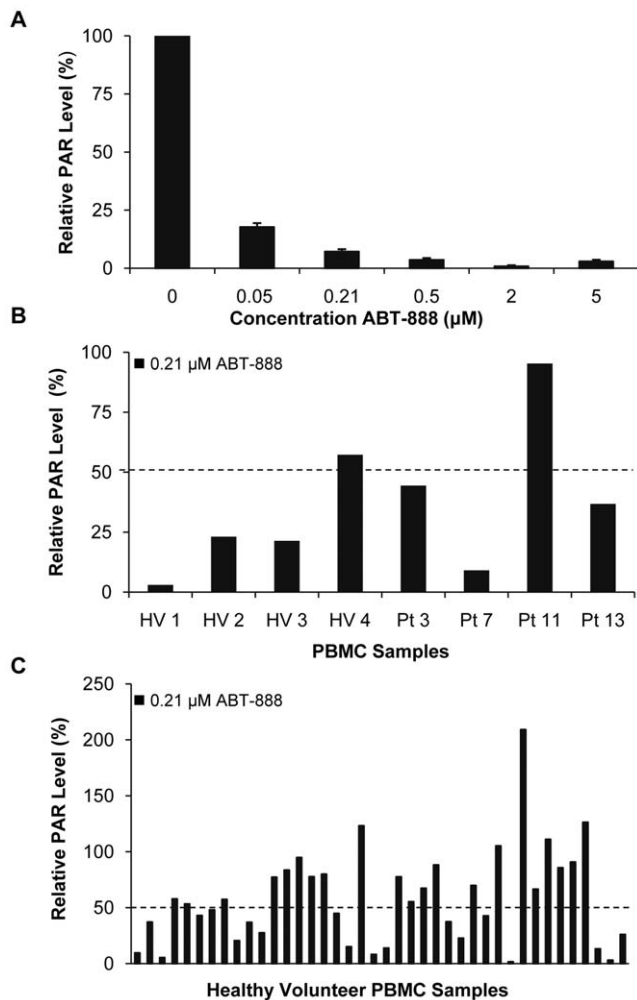 A
Relative PAR Level (%)
100
75
50
25
0
0 0.05 0.21 0.5 2 5
Concentration ABT-888 (µM)
B
Relative PAR Level (%)
100
75
50
25
0
0.21 µM ABT-888
HV 1 HV 2 HV 3 HV 4 Pt 3 Pt 7 Pt 11 Pt 13
PBMC Samples
C
Relative PAR Level (%)
250
200
150
100
50
0
0.21 µM ABT-888
Healthy Volunteer PBMC Samples